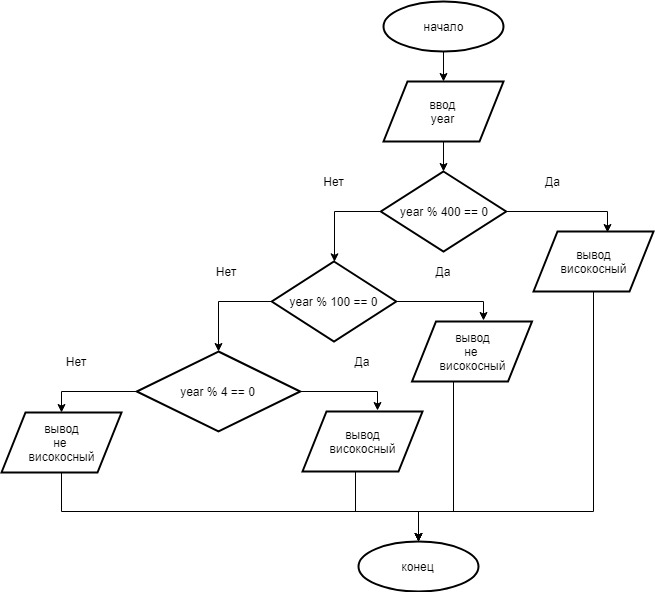 начало
ввод
year
Нет
Да
year % 400 == 0
вывод
високосный
Нет
Да
year % 100 == 0
вывод
не
високосный
Нет
Да
year % 4 == 0
вывод
не
високосный
вывод
високосный
конец